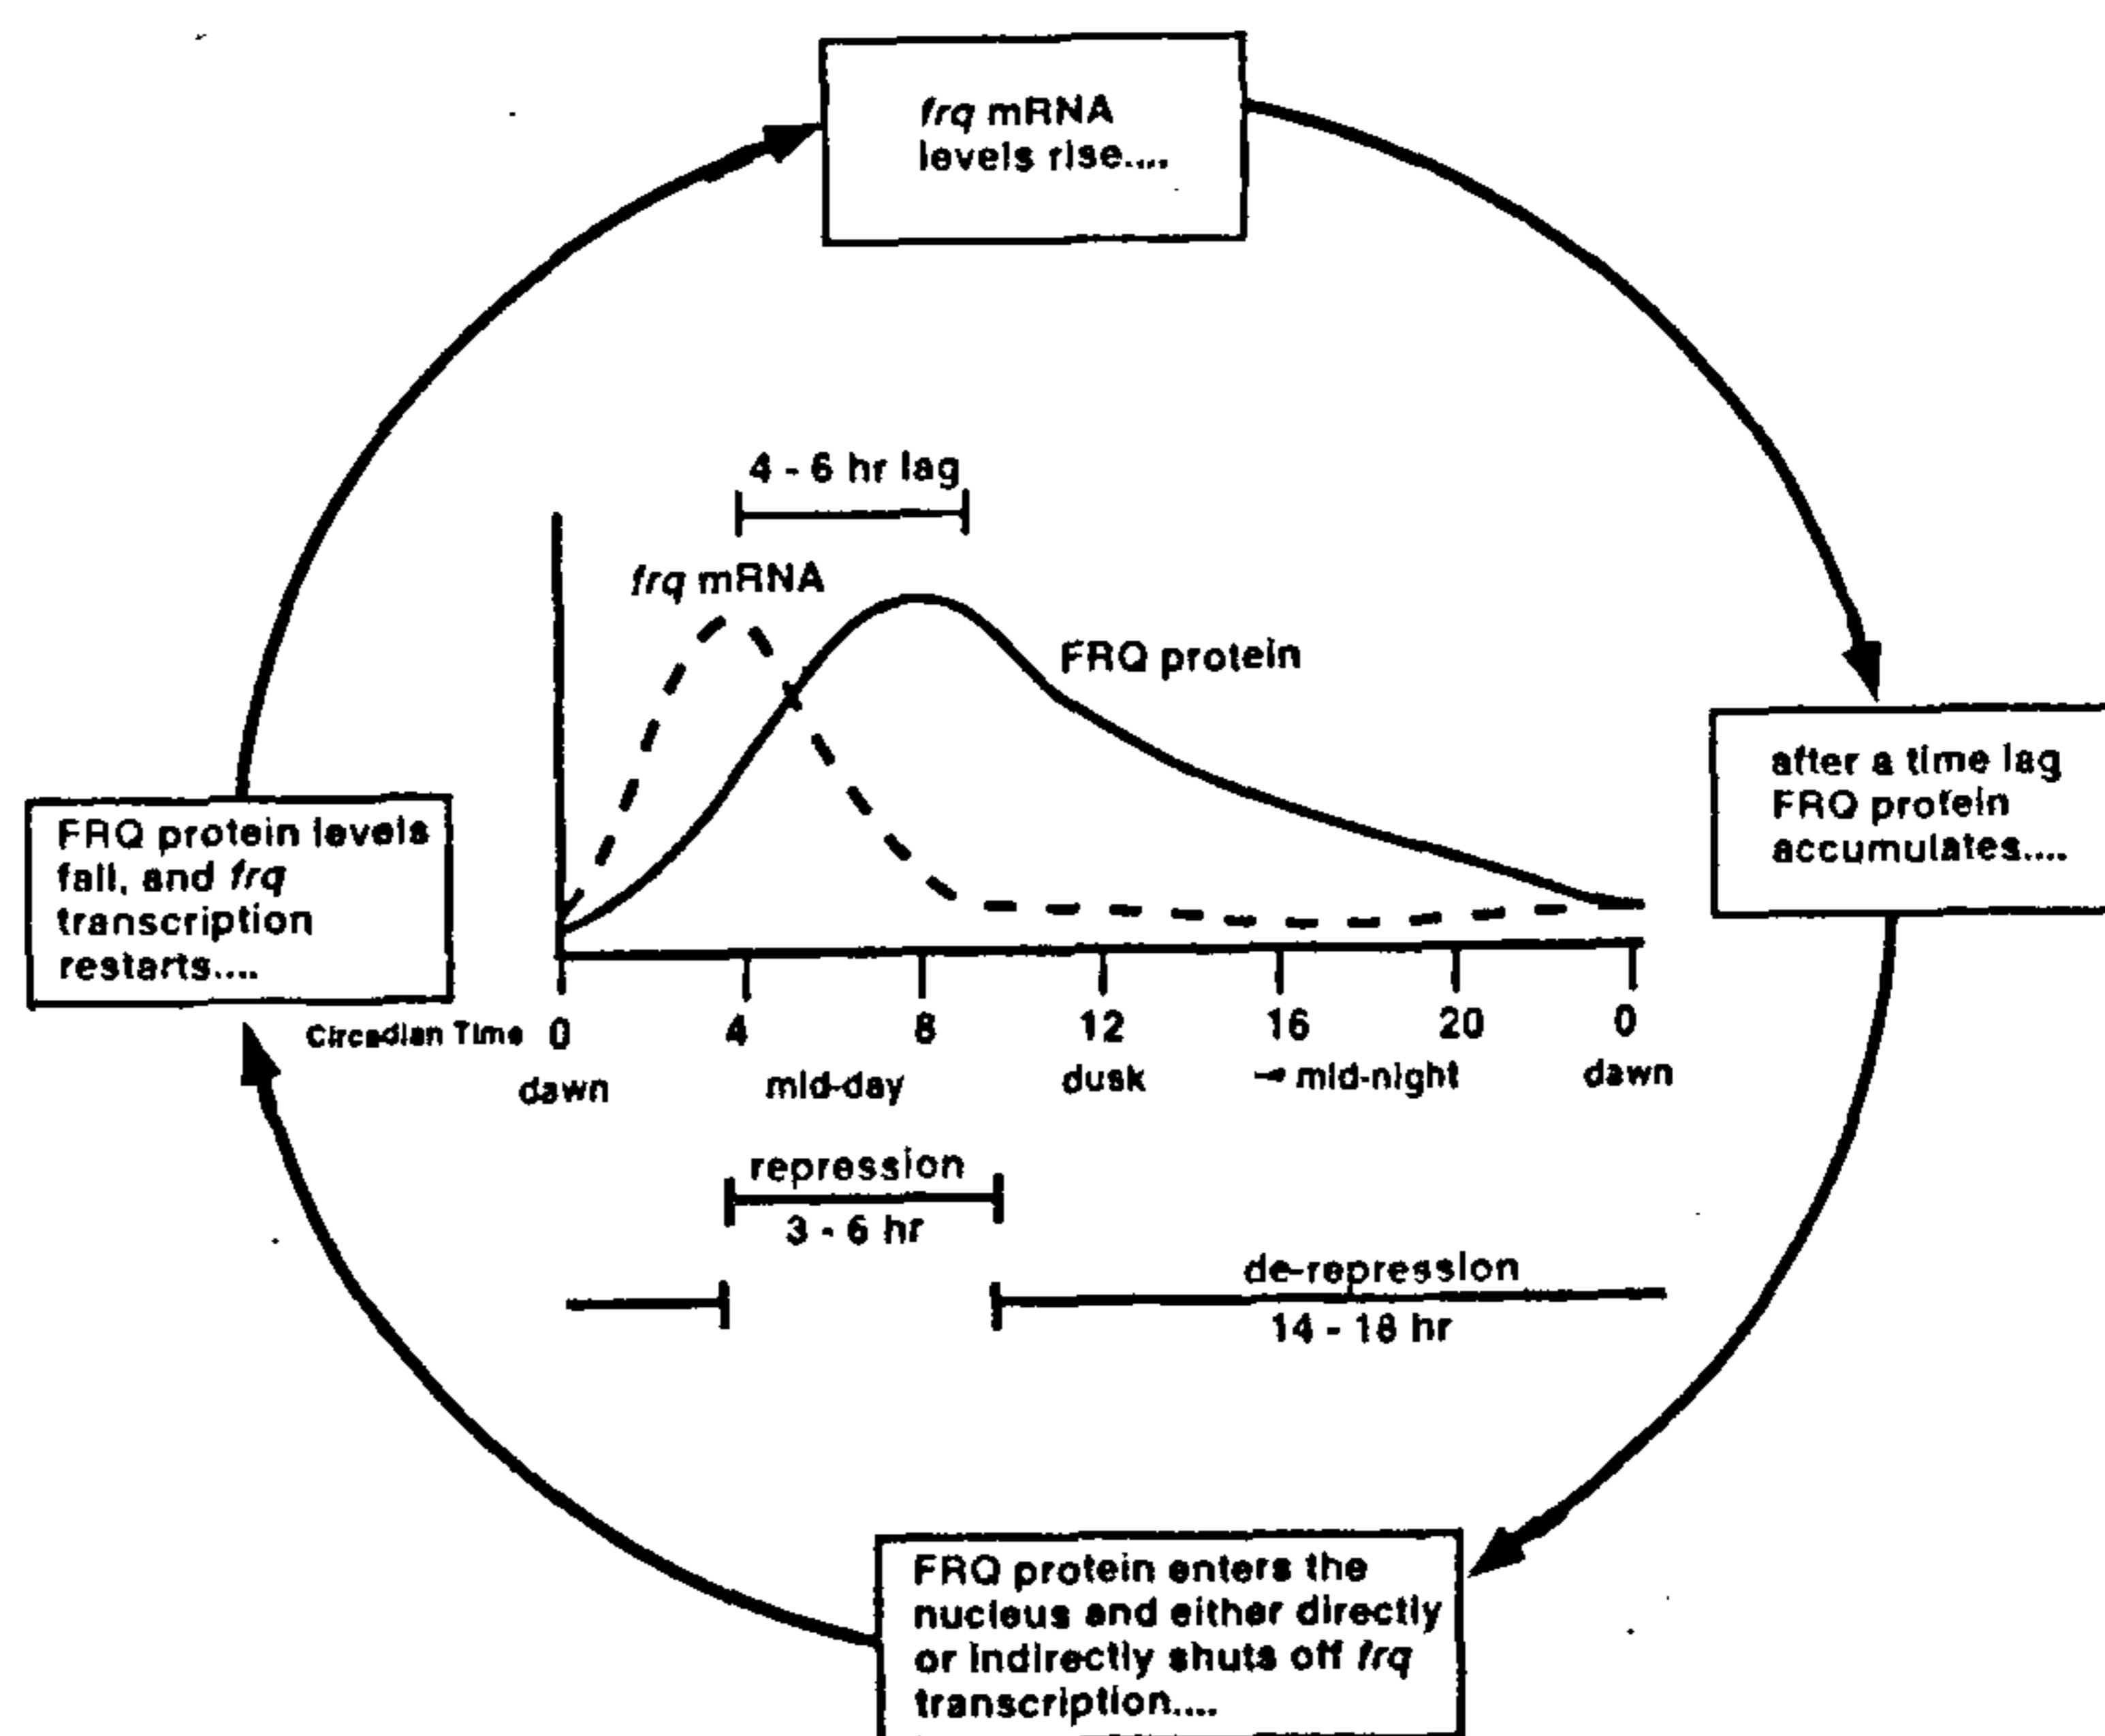 frq mRNA
levels rise....
4 - 6 hr lag
frq mRNA
FRQ protein
after a time lag
FRQ protein
accumulates....
FRQ protein levels
fall, and frq
transcription
restarts....
Circadian Time 0 4 8 12 16 20 0
dawn mid-day dusk mid-night dawn
repression
3 - 6 hr
de-repression
14 - 18 hr
FRQ protein enters the
nucleus and either directly
or indirectly shuts off frq
transcription....